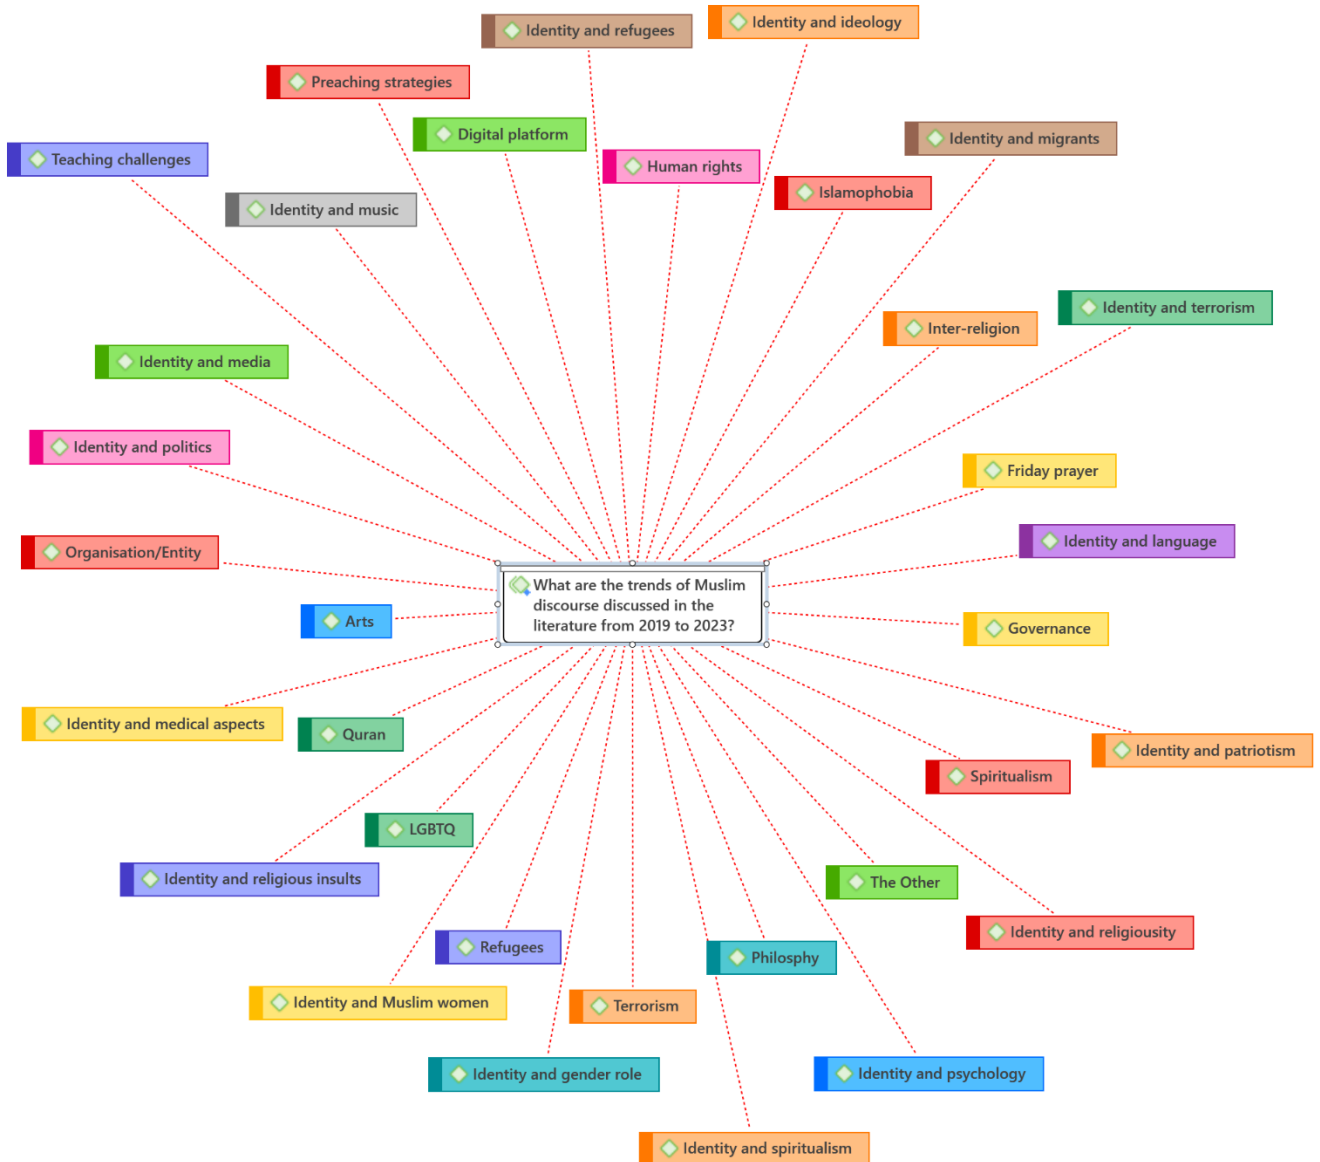 Identity and ideology
Identity and refugees
Preaching strategies
Digital platform
Identity and migrants
Teaching challenges
Human rights
Islamophobia
Identity and music
Identity and terrorism
Inter-religion
Identity and media
Identity and politics
Friday prayer
Identity and language
Organisation/Entity
What are the trends of Muslim
discourse discussed in the
literature from 2019 to 2023?
Arts
Governance
Identity and medical aspects
Quran
Identity and patriotism
Spiritualism
LGBTQ
Identity and religious insults
The Other
Identity and religiousity
Refugees
Philosphy
Identity and Muslim women
Terrorism
Identity and gender role
Identity and psychology
Identity and spiritualism